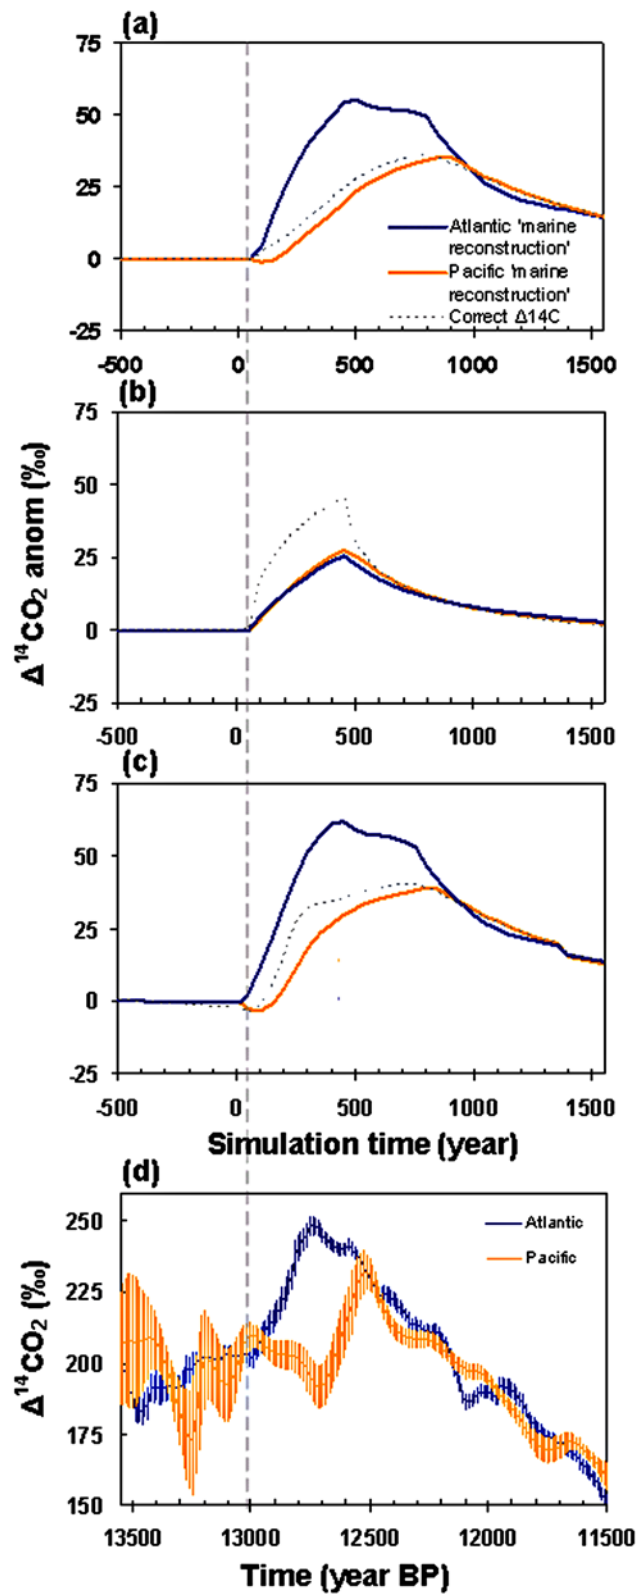 (a)
75
50
25
0
-25
Atlantic 'marine
reconstruction'
Pacific 'marine
reconstruction'
Correct Δ14C
-500 0 500 1000 1500
(b)
75
50
25
0
-25
-500 0 500 1000 1500
Δ¹⁴CO₂ anom (‰)
(c)
75
50
25
0
-25
-500 0 500 1000 1500
Simulation time (year)
(d)
250
225
200
175
150
Δ¹⁴CO₂ (‰)
Atlantic
Pacific
13500 13000 12500 12000 11500
Time (year BP)